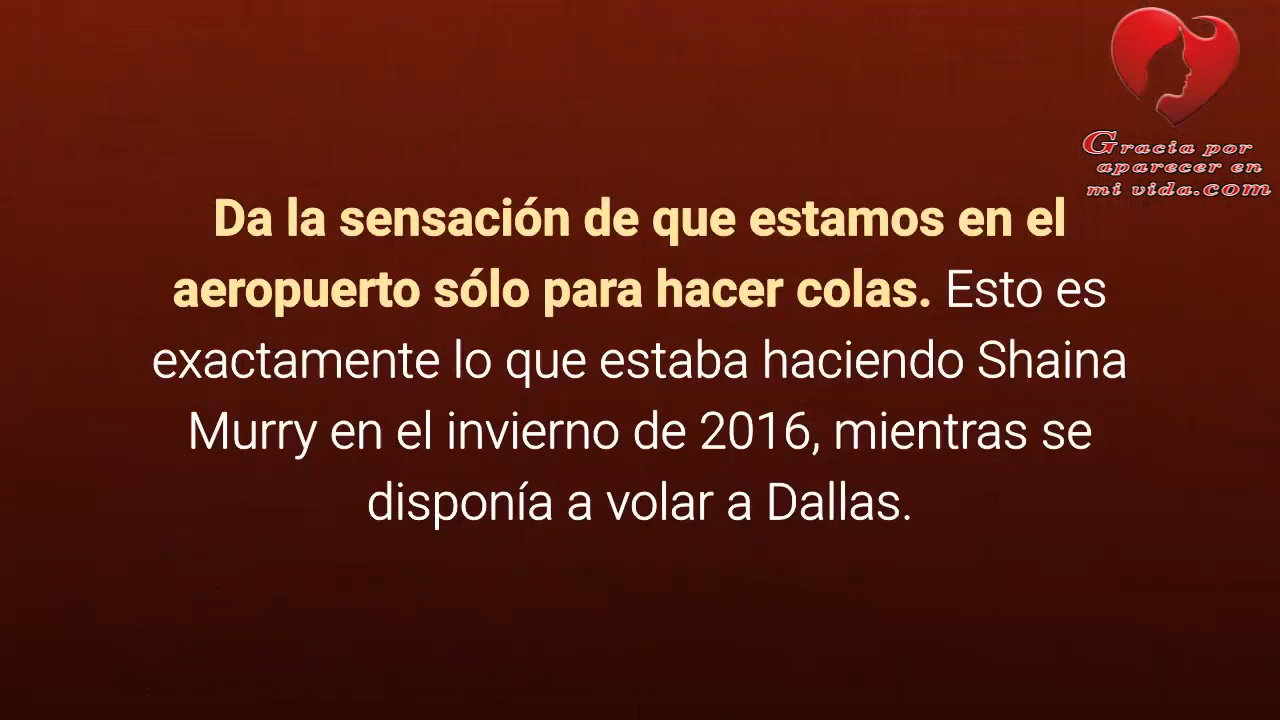 Gracia por
aparecer en
mi vida.com
Da la sensación de que estamos en el
aeropuerto sólo para hacer colas. Esto es
exactamente lo que estaba haciendo Shaina
Murry en el invierno de 2016, mientras se
disponía a volar a Dallas.